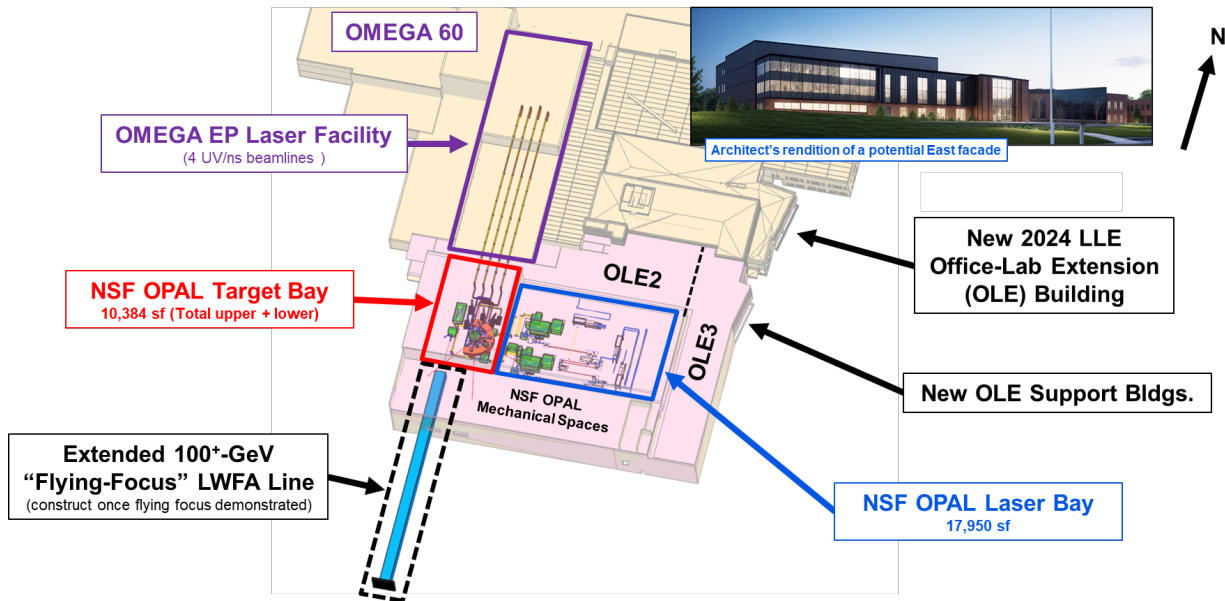 OMEGA 60
N
OMEGA EP Laser Facility
(4 UV/ns beamlines )
Architect's rendition of a potential East facade
New 2024 LLE
Office-Lab Extension
(OLE) Building
OLE2
NSF OPAL Target Bay
10,384 sf (Total upper + lower)
OLE3
New OLE Support Bldgs.
NSF OPAL
Mechanical Spaces
Extended 100⁺-GeV
“Flying-Focus” LWFA Line
(construct once flying focus demonstrated)
NSF OPAL Laser Bay
17,950 sf